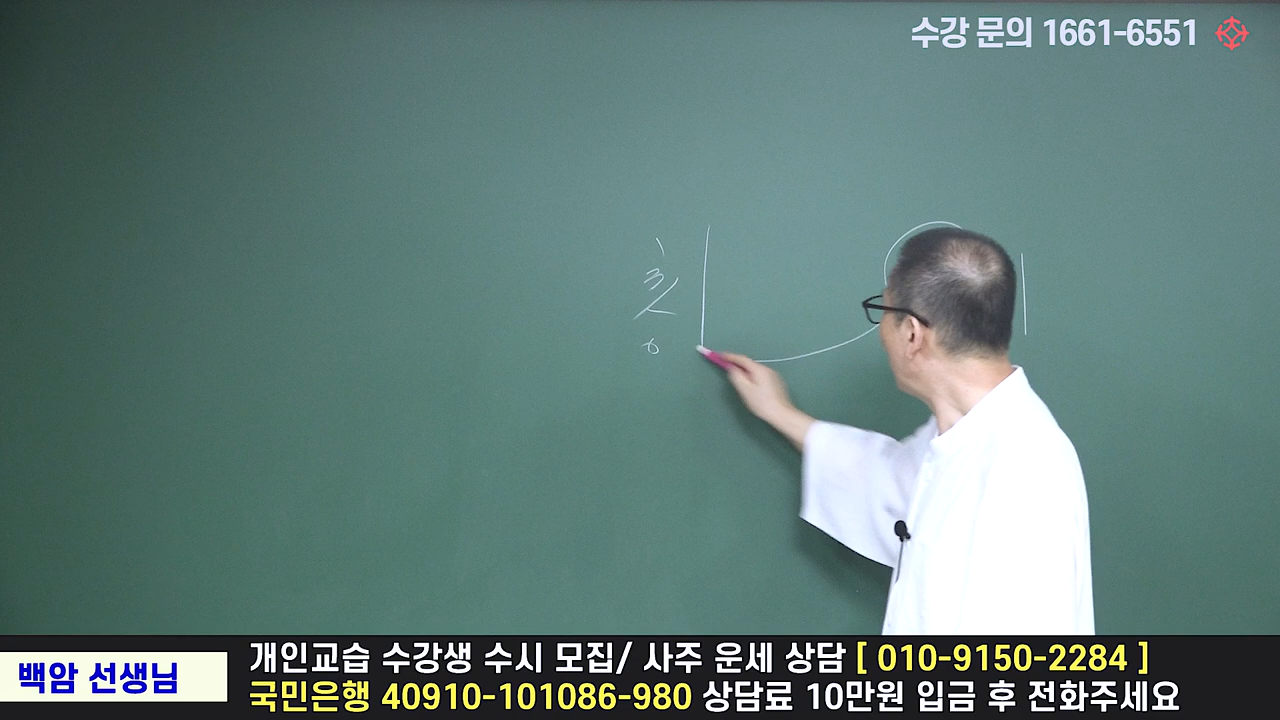 수강 문의 1661-6551
백암 선생님
개인교습 수강생 수시 모집/ 사주 운세 상담 [ 010-9150-2284 ]
국민은행 40910-101086-980 상담료 10만원 입금 후 전화주세요